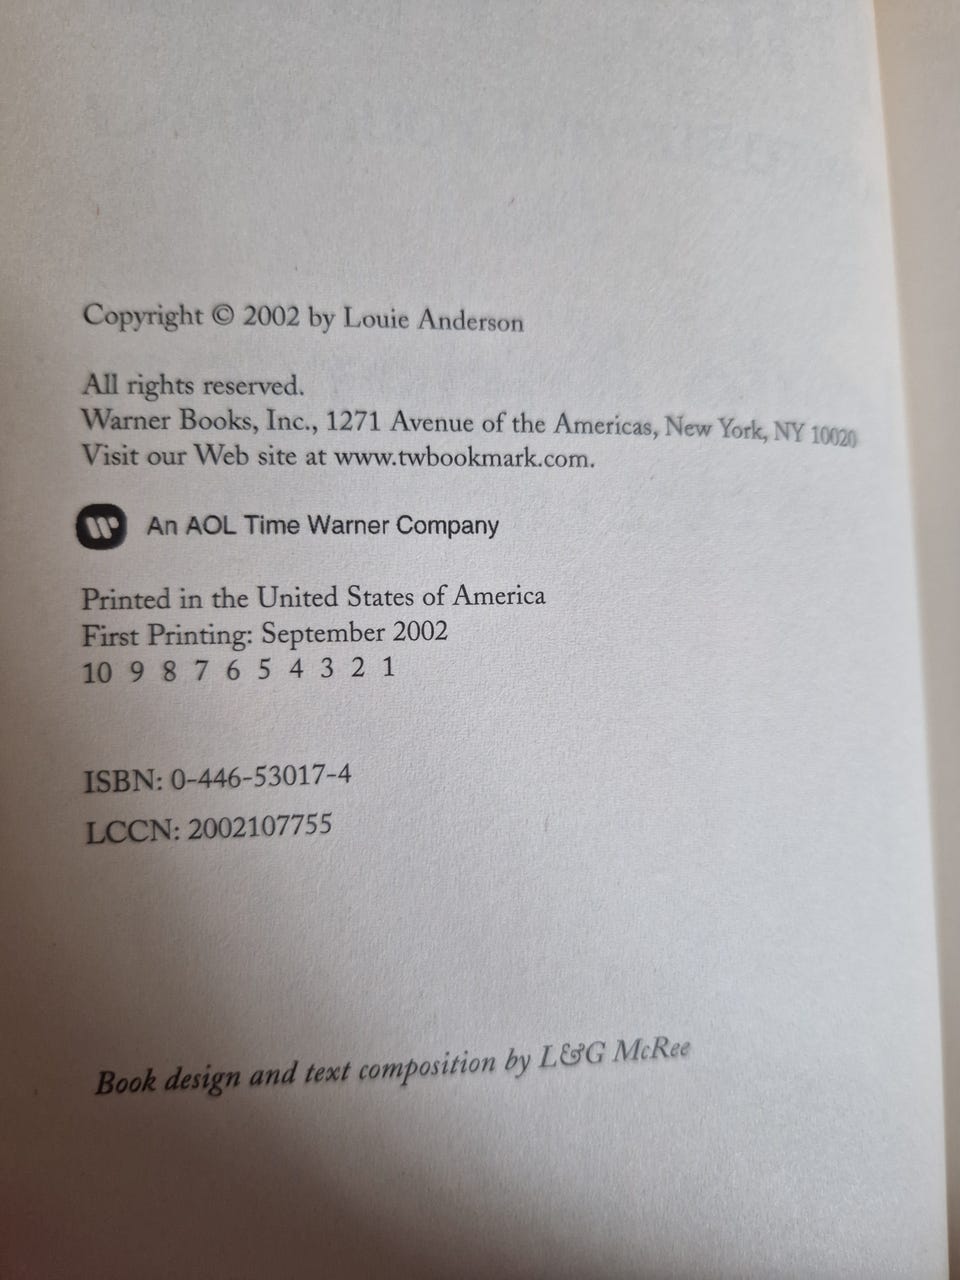 Copyright © 2002 by Louie Anderson
All rights reserved.
Warner Books, Inc., 1271 Avenue of the Americas, New York, NY 10020
Visit our Web site at www.twbookmark.com.
An AOL Time Warner Company
Printed in the United States of America
First Printing: September 2002
10 9 8 7 6 5 4 3 2 1
ISBN: 0-446-53017-4
LCCN: 2002107755
Book design and text composition by L&G McRee